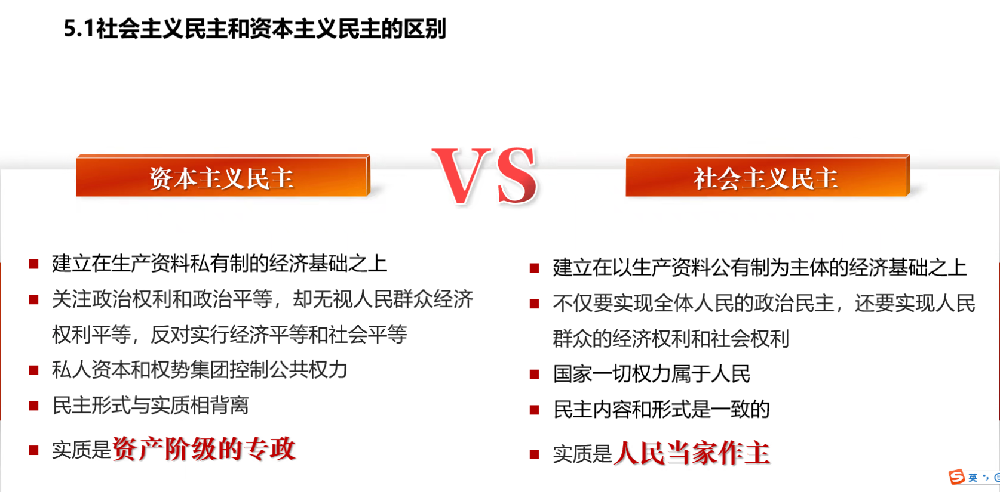 5.1社会主义民主和资本主义民主的区别
资本主义民主
VS
社会主义民主
建立在生产资料私有制的经济基础之上
关注政治权利和政治平等，却无视人民群众经济
权利平等，反对实行经济平等和社会平等
私人资本和权势集团控制公共权力
民主形式与实质相背离
实质是资产阶级的专政
建立在以生产资料公有制为主体的经济基础之上
不仅要实现全体人民的政治民主，还要实现人民
群众的经济权利和社会权利
国家一切权力属于人民
民主内容和形式是一致的
实质是人民当家作主
S 英